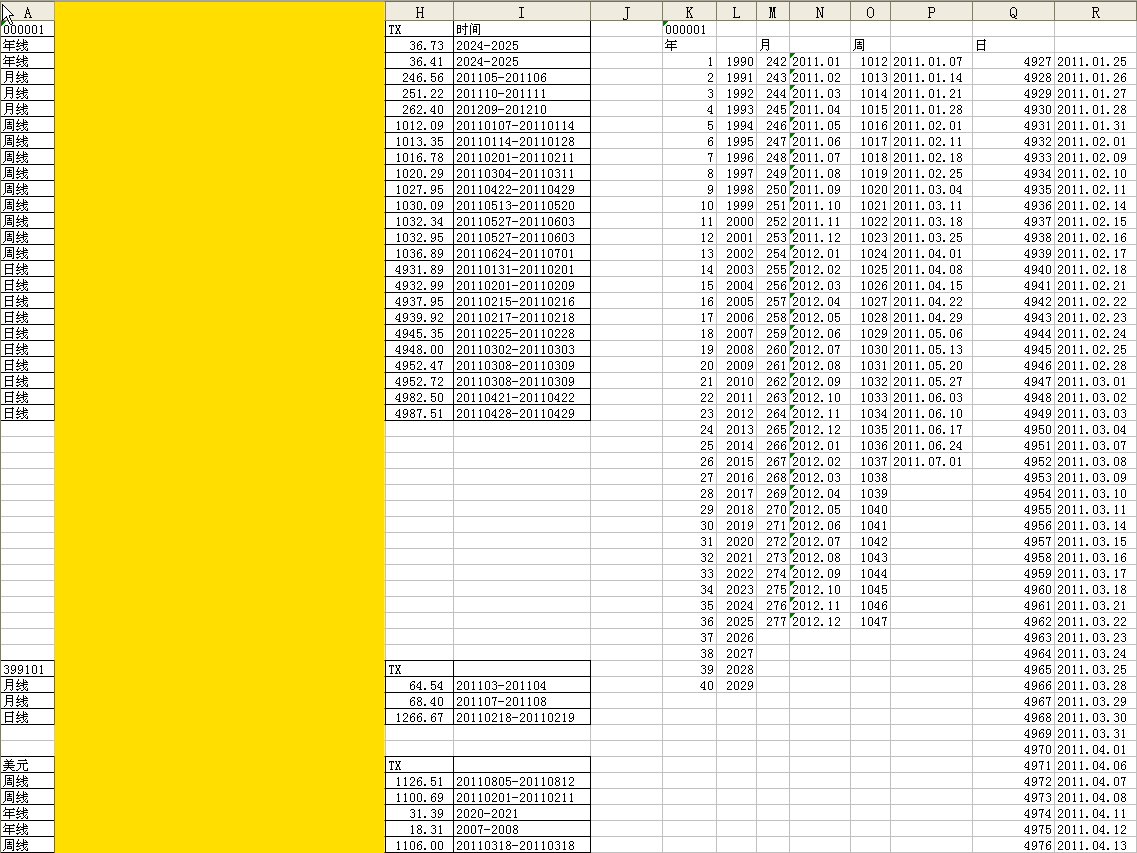 A H I J K L M N O P Q R
000001 TX 时间 000001
年线 36.73 2024-2025 年 月 周 日
年线 36.41 2024-2025 1 1990 242 2011.01 1012 2011.01.07 4927 2011.01.25
月线 246.56 201105-201106 2 1991 243 2011.02 1013 2011.01.14 4928 2011.01.26
月线 251.22 201110-201111 3 1992 244 2011.03 1014 2011.01.21 4929 2011.01.27
月线 262.40 201209-201210 4 1993 245 2011.04 1015 2011.01.28 4930 2011.01.28
周线 1012.09 20110107-20110114 5 1994 246 2011.05 1016 2011.02.01 4931 2011.01.31
周线 1013.35 20110114-20110128 6 1995 247 2011.06 1017 2011.02.11 4932 2011.02.01
周线 1016.78 20110201-20110211 7 1996 248 2011.07 1018 2011.02.18 4933 2011.02.09
周线 1020.29 20110304-20110311 8 1997 249 2011.08 1019 2011.02.25 4934 2011.02.10
周线 1027.95 20110422-20110429 9 1998 250 2011.09 1020 2011.03.04 4935 2011.02.11
周线 1030.09 20110513-20110520 10 1999 251 2011.10 1021 2011.03.11 4936 2011.02.14
周线 1032.34 20110527-20110603 11 2000 252 2011.11 1022 2011.03.18 4937 2011.02.15
周线 1032.95 20110527-20110603 12 2001 253 2011.12 1023 2011.03.25 4938 2011.02.16
周线 1036.89 20110624-20110701 13 2002 254 2012.01 1024 2011.04.01 4939 2011.02.17
日线 4931.89 20110131-20110201 14 2003 255 2012.02 1025 2011.04.08 4940 2011.02.18
日线 4932.99 20110201-20110209 15 2004 256 2012.03 1026 2011.04.15 4941 2011.02.21
日线 4937.95 20110215-20110216 16 2005 257 2012.04 1027 2011.04.22 4942 2011.02.22
日线 4939.92 20110217-20110218 17 2006 258 2012.05 1028 2011.04.29 4943 2011.02.23
日线 4945.35 20110225-20110228 18 2007 259 2012.06 1029 2011.05.06 4944 2011.02.24
日线 4948.00 20110302-20110303 19 2008 260 2012.07 1030 2011.05.13 4945 2011.02.25
日线 4952.47 20110308-20110309 20 2009 261 2012.08 1031 2011.05.20 4946 2011.02.28
日线 4952.72 20110308-20110309 21 2010 262 2012.09 1032 2011.05.27 4947 2011.03.01
日线 4982.50 20110421-20110422 22 2011 263 2012.10 1033 2011.06.03 4948 2011.03.02
日线 4987.51 20110428-20110429 23 2012 264 2012.11 1034 2011.06.10 4949 2011.03.03
24 2013 265 2012.12 1035 2011.06.17 4950 2011.03.04
25 2014 266 2012.01 1036 2011.06.24 4951 2011.03.07
26 2015 267 2012.02 1037 2011.07.01 4952 2011.03.08
27 2016 268 2012.03 1038 4953 2011.03.09
28 2017 269 2012.04 1039 4954 2011.03.10
29 2018 270 2012.05 1040 4955 2011.03.11
30 2019 271 2012.06 1041 4956 2011.03.14
31 2020 272 2012.07 1042 4957 2011.03.15
32 2021 273 2012.08 1043 4958 2011.03.16
33 2022 274 2012.09 1044 4959 2011.03.17
34 2023 275 2012.10 1045 4960 2011.03.18
35 2024 276 2012.11 1046 4961 2011.03.21
36 2025 277 2012.12 1047 4962 2011.03.22
37 2026 4963 2011.03.23
38 2027 4964 2011.03.24
399101 TX 39 2028 4965 2011.03.25
月线 64.54 201103-201104 40 2029 4966 2011.03.28
月线 68.40 201107-201108 4967 2011.03.29
日线 1266.67 20110218-20110219 4968 2011.03.30
4969 2011.03.31
4970 2011.04.01
美元 TX 4971 2011.04.06
周线 1126.51 20110805-20110812 4972 2011.04.07
周线 1100.69 20110201-20110211 4973 2011.04.08
年线 31.39 2020-2021 4974 2011.04.11
年线 18.31 2007-2008 4975 2011.04.12
周线 1106.00 20110318-20110318 4976 2011.04.13